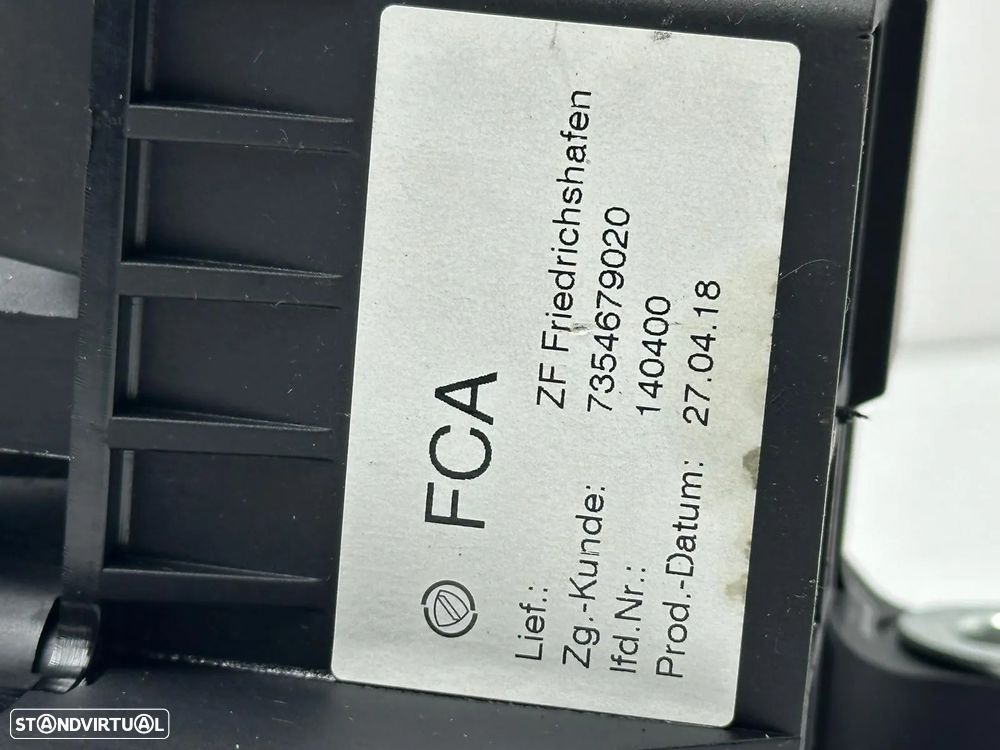 FCA
Lief.: ZF Friedrichshafen
Zg.-Kunde: 7354679020
lfd.Nr.: 140400
Prod.-Datum: 27.04.18
STANDVIRTUAL